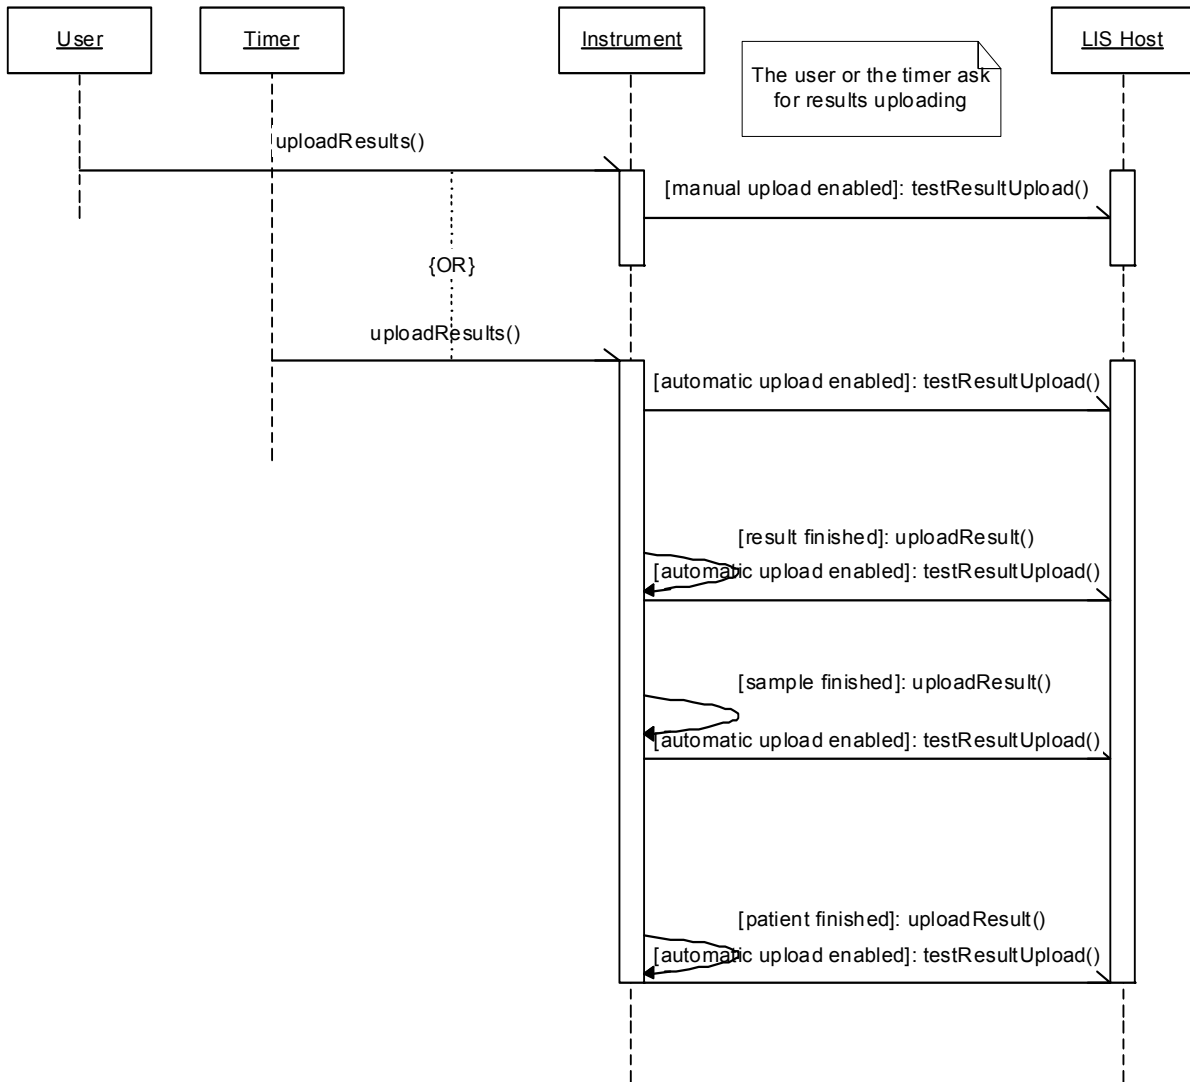 User
Timer
Instrument
LIS Host
The user or the timer ask
for results uploading
uploadResults()
[manual upload enabled]: testResultUpload()
{OR}
uploadResults()
[automatic upload enabled]: testResultUpload()
[result finished]: uploadResult()
[automatic upload enabled]: testResultUpload()
[sample finished]: uploadResult()
[automatic upload enabled]: testResultUpload()
[patient finished]: uploadResult()
[automatic upload enabled]: testResultUpload()